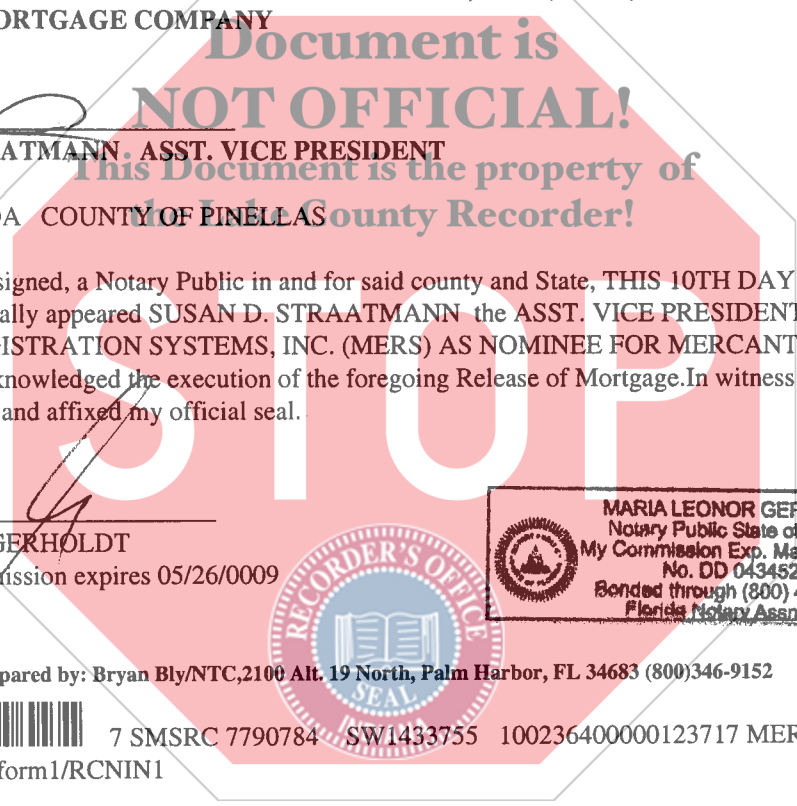 ORTGAGE COMPANY
Document is
NOT OFFICIAL!
ATMANN ASST. VICE PRESIDENT
This Document is the property of
DA COUNTY OF PINELLAS
the Lake County Recorder!
signed, a Notary Public in and for said county and State, THIS 10TH DAY
ally appeared SUSAN D. STRAATMANN the ASST. VICE PRESIDENT
ISTRATION SYSTEMS, INC. (MERS) AS NOMINEE FOR MERCANT
knowledged the execution of the foregoing Release of Mortgage.In witness
and affixed my official seal.
STOP
GERHOLDT
ission expires 05/26/0009
MARIA LEONOR GER
Notary Public State of
My Commission Exp. Ma
No. DD 043452
Bonded through (800) 4
Florida Notary Assn
RECORDER'S OFFICE
SEAL
INDIANA
pared by: Bryan Bly/NTC,2100 Alt. 19 North, Palm Harbor, FL 34683 (800)346-9152
7 SMSRC 7790784 SW1433755 100236400000123717 MER
form1/RCNIN1